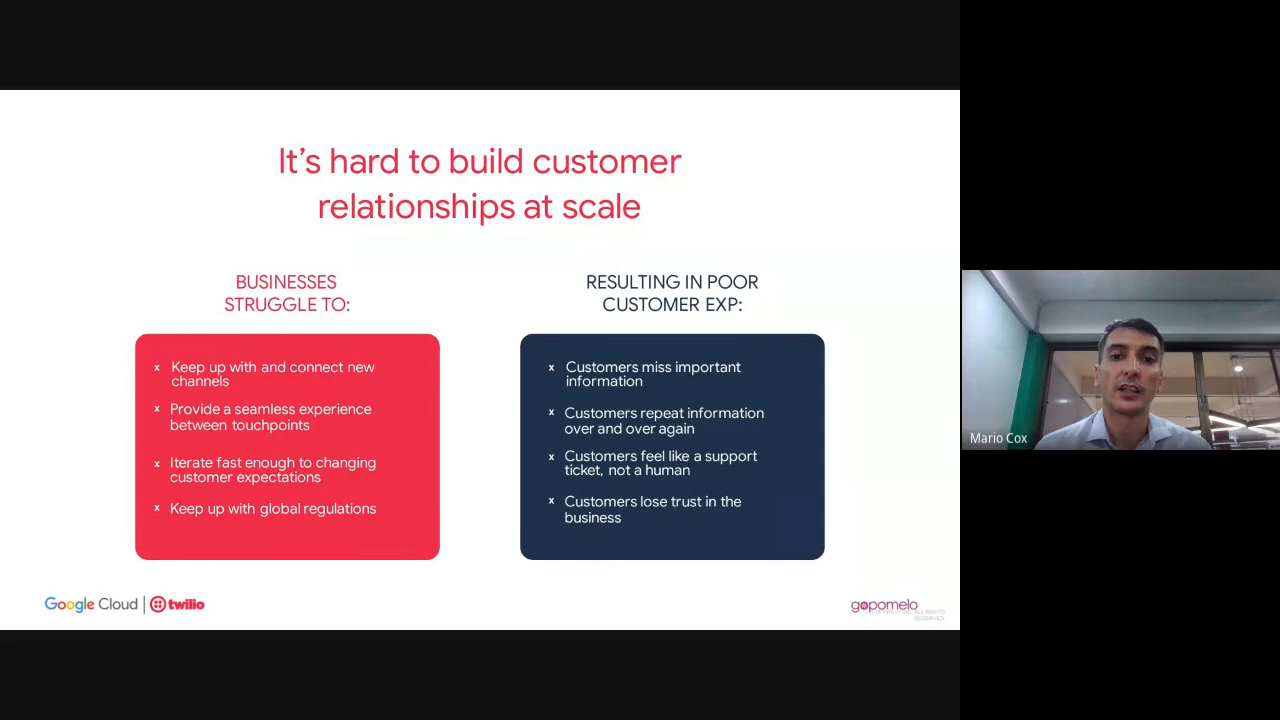 It's hard to build customer
relationships at scale
BUSINESSES
STRUGGLE TO:
x Keep up with and connect new
channels
x Provide a seamless experience
between touchpoints
x Iterate fast enough to changing
customer expectations
x Keep up with global regulations
RESULTING IN POOR
CUSTOMER EXP:
x Customers miss important
information
x Customers repeat information
over and over again
x Customers feel like a support
ticket, not a human
x Customers lose trust in the
business
Google Cloud | twilio
gopomelo
ALL RIGHTS
RESERVED.
Mario Cox